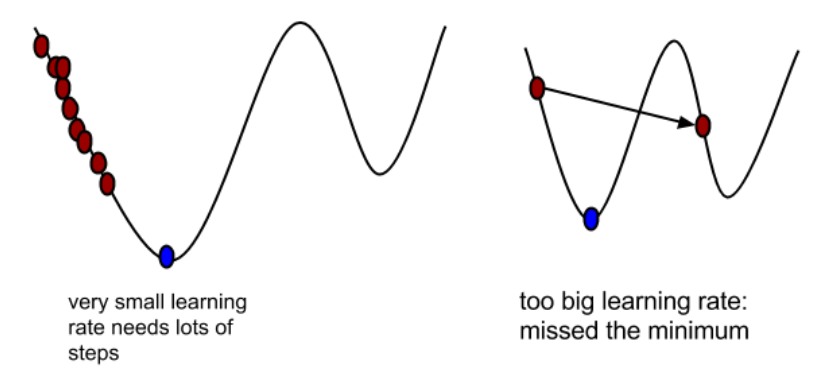 very small learning
rate needs lots of
steps
too big learning rate:
missed the minimum